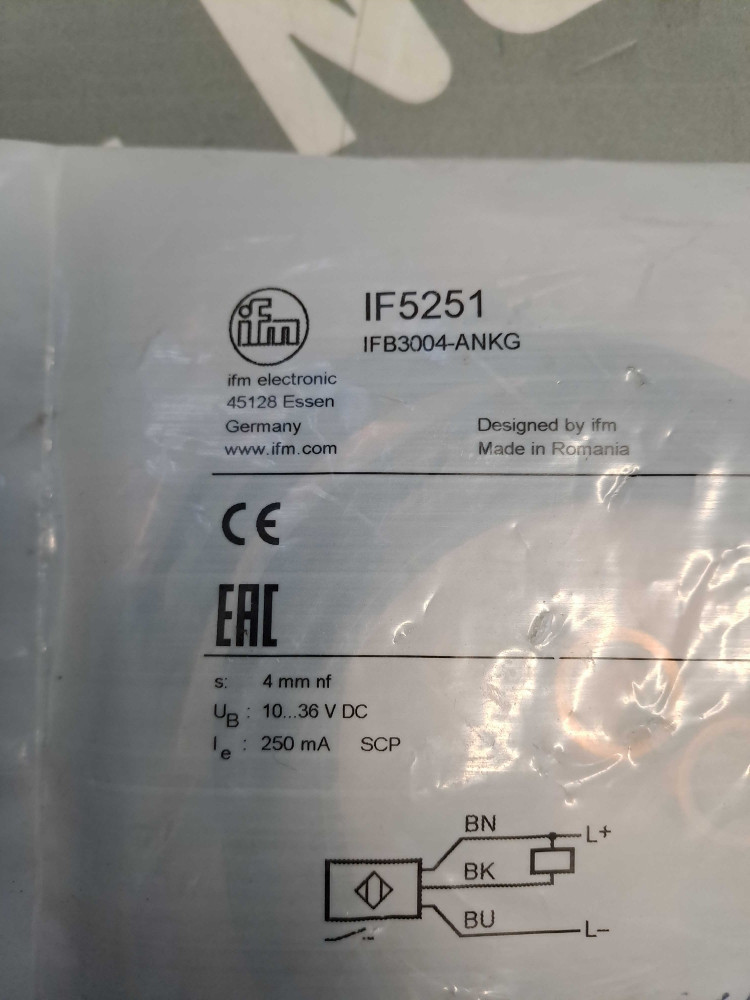 ifm
IF5251
IFB3004-ANKG
ifm electronic
45128 Essen
Germany
www.ifm.com
Designed by ifm
Made in Romania
CE
EAC
s: 4 mm nf
UB : 10...36 V DC
Ie : 250 mA SCP
BN L+
BK
BU L–